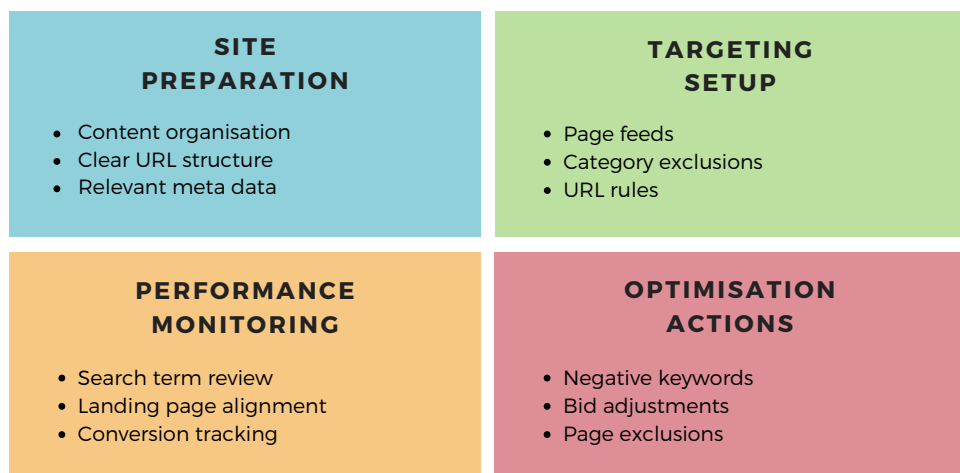 SITE
PREPARATION
• Content organisation
• Clear URL structure
• Relevant meta data
TARGETING
SETUP
• Page feeds
• Category exclusions
• URL rules
PERFORMANCE
MONITORING
• Search term review
• Landing page alignment
• Conversion tracking
OPTIMISATION
ACTIONS
• Negative keywords
• Bid adjustments
• Page exclusions